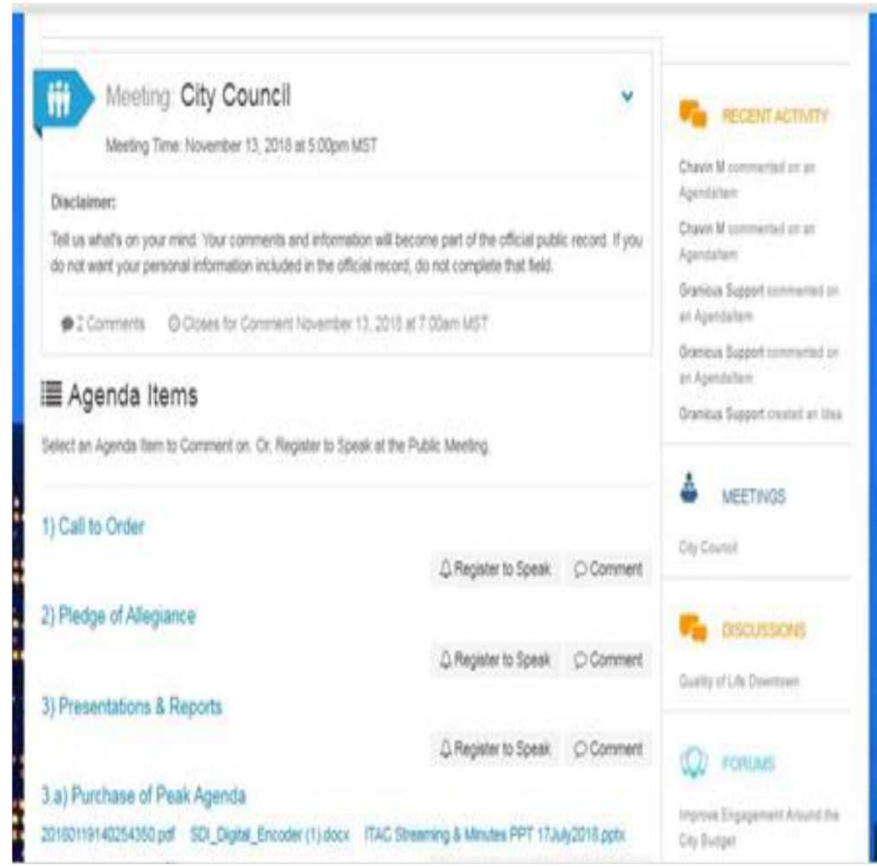 Meeting: City Council
Meeting Time: November 13, 2018 at 5:00pm MST
Disclaimer:
Tell us what's on your mind. Your comments and information will become part of the official public record. If you
do not want your personal information included in the official record, do not complete that field.
2 Comments Closes for Comment November 13, 2018 at 7:00am MST
Agenda Items
Select an Agenda Item to Comment on. Or, Register to Speak at the Public Meeting.
1) Call to Order
Register to Speak Comment
2) Pledge of Allegiance
Register to Speak Comment
3) Presentations & Reports
Register to Speak Comment
3.a) Purchase of Peak Agenda
20180119140254350.pdf SDI_Digital_Encoder (1).docx ITAC Streaming & Minutes PPT 17July2018.pptx
RECENT ACTIVITY
Chavin M commented on an
AgendaItem
Chavin M commented on an
AgendaItem
Granicus Support commented on
an AgendaItem
Granicus Support commented on
an AgendaItem
Granicus Support created an Idea
MEETINGS
City Council
DISCUSSIONS
Quality of Life Downtown
FORUMS
Improve Engagement Around the
City Budget